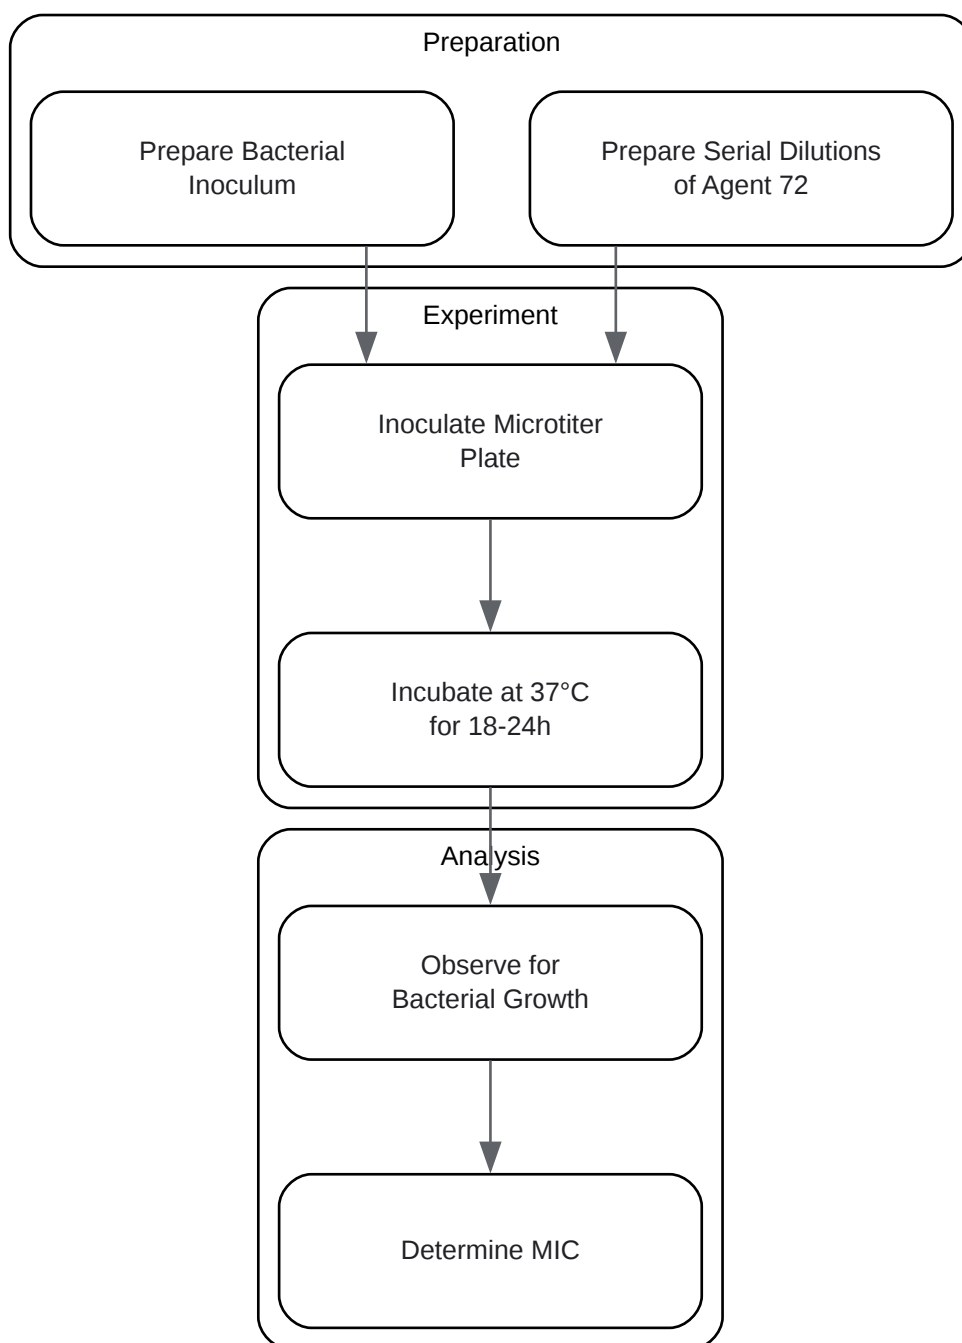 Preparation
Prepare Bacterial
Inoculum
Prepare Serial Dilutions
of Agent 72
Experiment
Inoculate Microtiter
Plate
Incubate at 37°C
for 18-24h
Analysis
Observe for
Bacterial Growth
Determine MIC